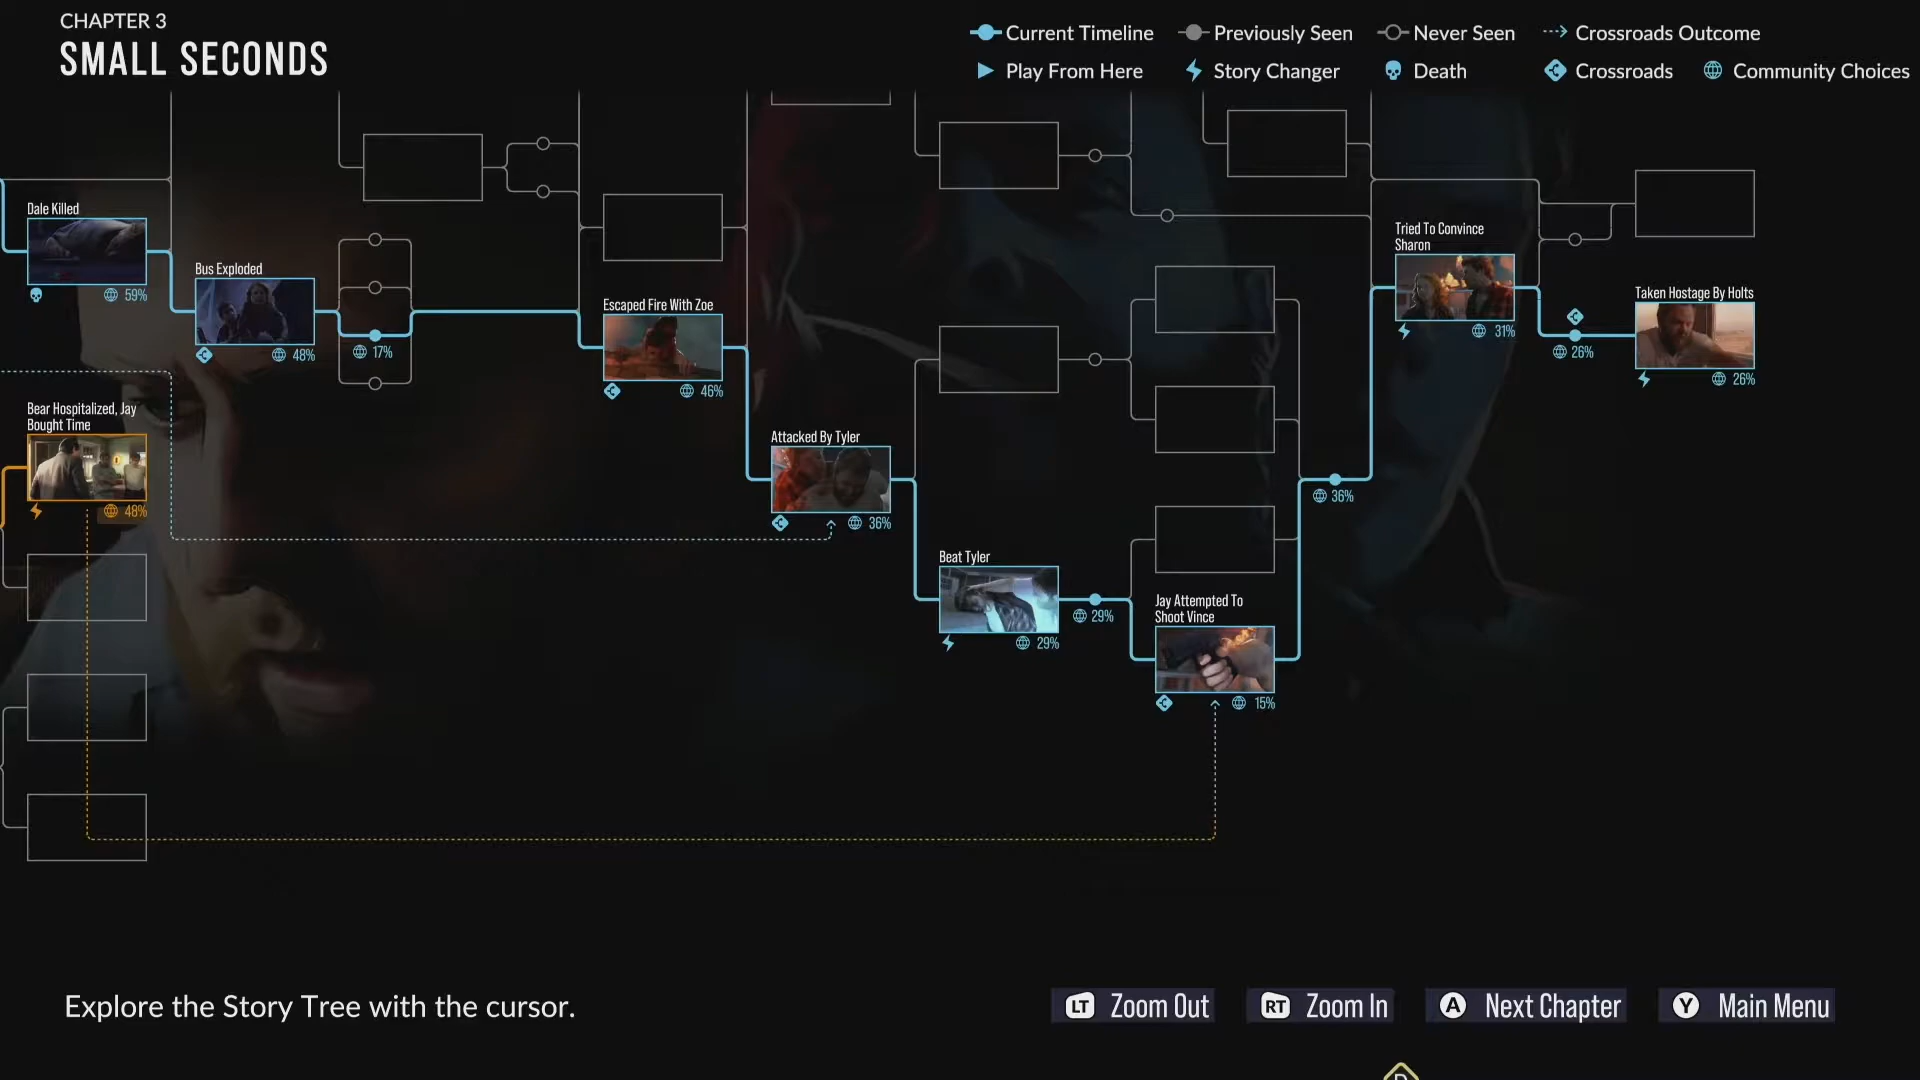 CHAPTER 3
SMALL SECONDS
Current Timeline
Previously Seen
Never Seen
Crossroads Outcome
Play From Here
Story Changer
Death
Crossroads
Community Choices
Dale Killed
59%
Bus Exploded
48%
17%
Bear Hospitalized, Jay
Bought Time
48%
Escaped Fire With Zoe
46%
Attacked By Tyler
36%
Beat Tyler
29%
29%
Jay Attempted To
Shoot Vince
15%
36%
Tried To Convince
Sharon
31%
26%
Taken Hostage By Holts
26%
Explore the Story Tree with the cursor.
LT Zoom Out
RT Zoom In
A Next Chapter
Y Main Menu